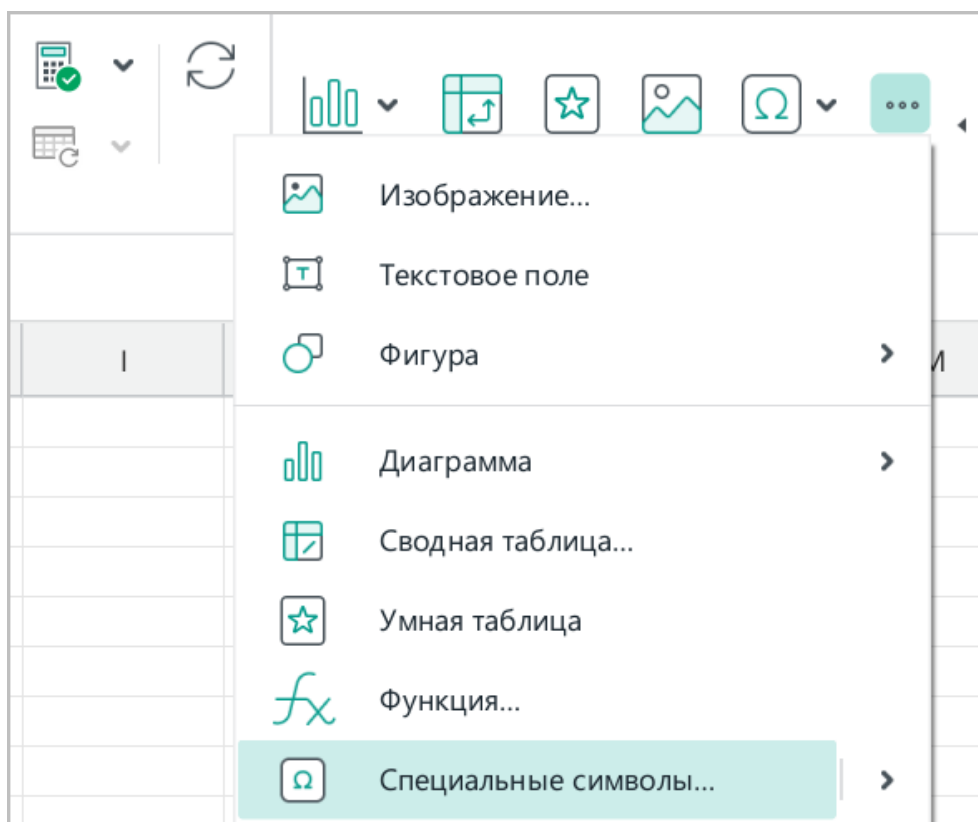 Изображение...
Текстовое поле
Фигура
I
M
Диаграмма
Сводная таблица...
Умная таблица
Функция...
Специальные символы...